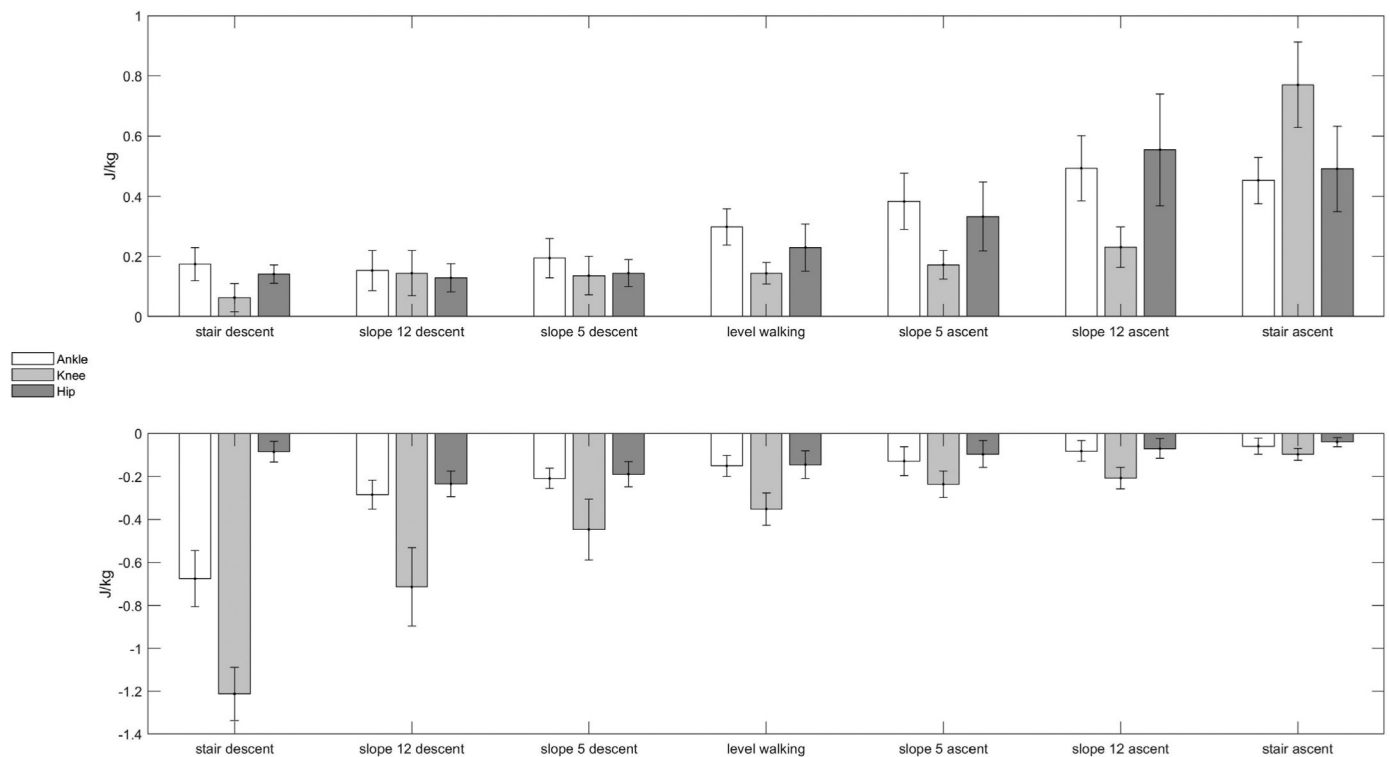 1
0.8
0.6
J/kg
0.4
0.2
0
stair descent slope 12 descent slope 5 descent level walking slope 5 ascent slope 12 ascent stair ascent
Ankle
Knee
Hip
0
-0.2
-0.4
-0.6
J/kg
-0.8
-1
-1.2
-1.4
stair descent slope 12 descent slope 5 descent level walking slope 5 ascent slope 12 ascent stair ascent